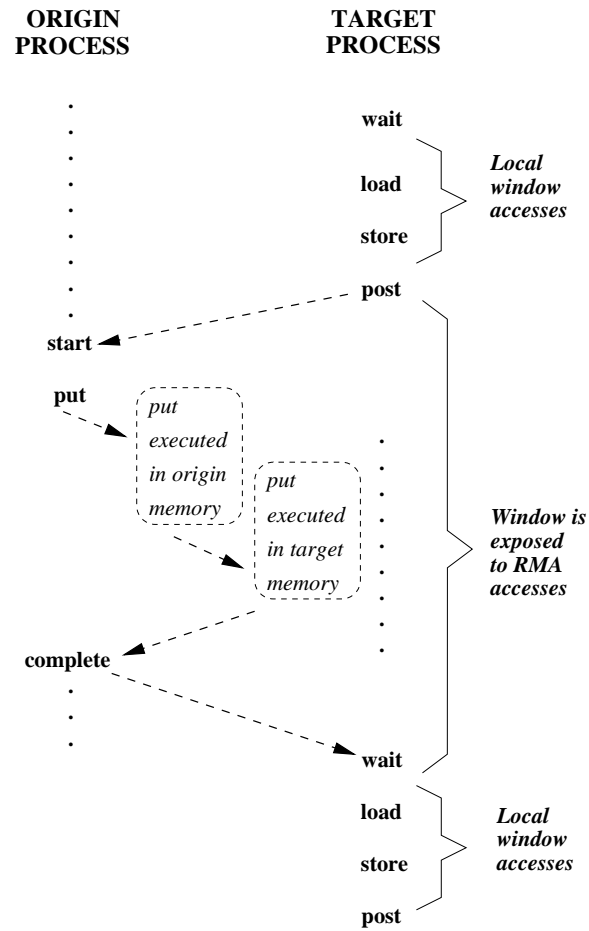 ORIGIN
PROCESS
TARGET
PROCESS
wait
load
store
Local
window
accesses
post
start
put
put
executed
in origin
memory
put
executed
in target
memory
Window is
exposed
to RMA
accesses
complete
wait
load
store
post
Local
window
accesses